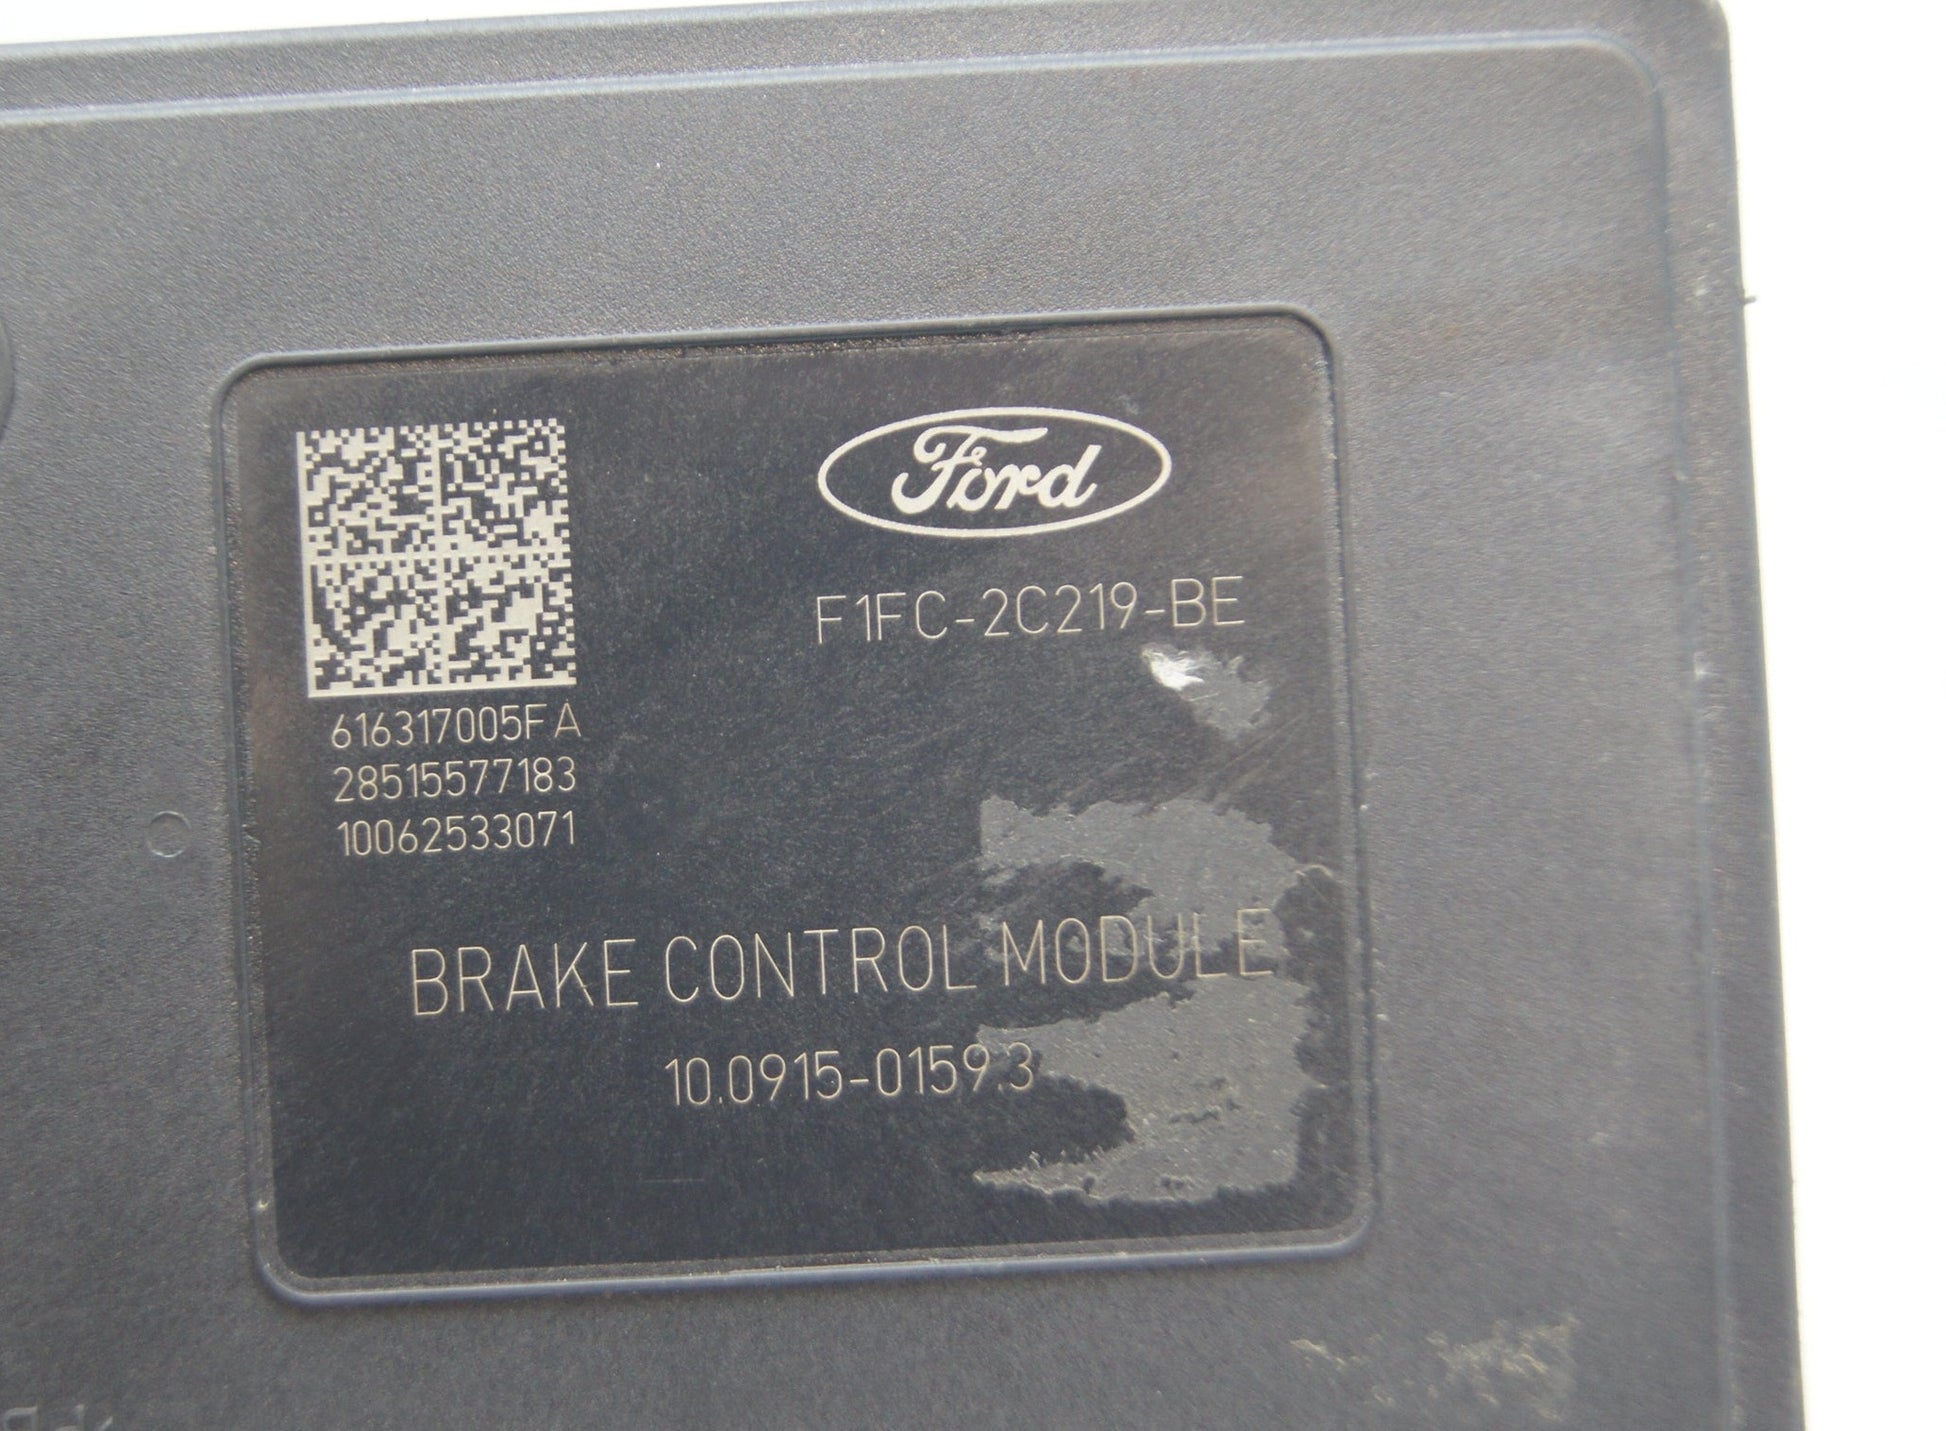 Ford
F1FC-2C219-BE
616317005FA
28515577183
10062533071
BRAKE CONTROL MODULE
10.0915-0159.3